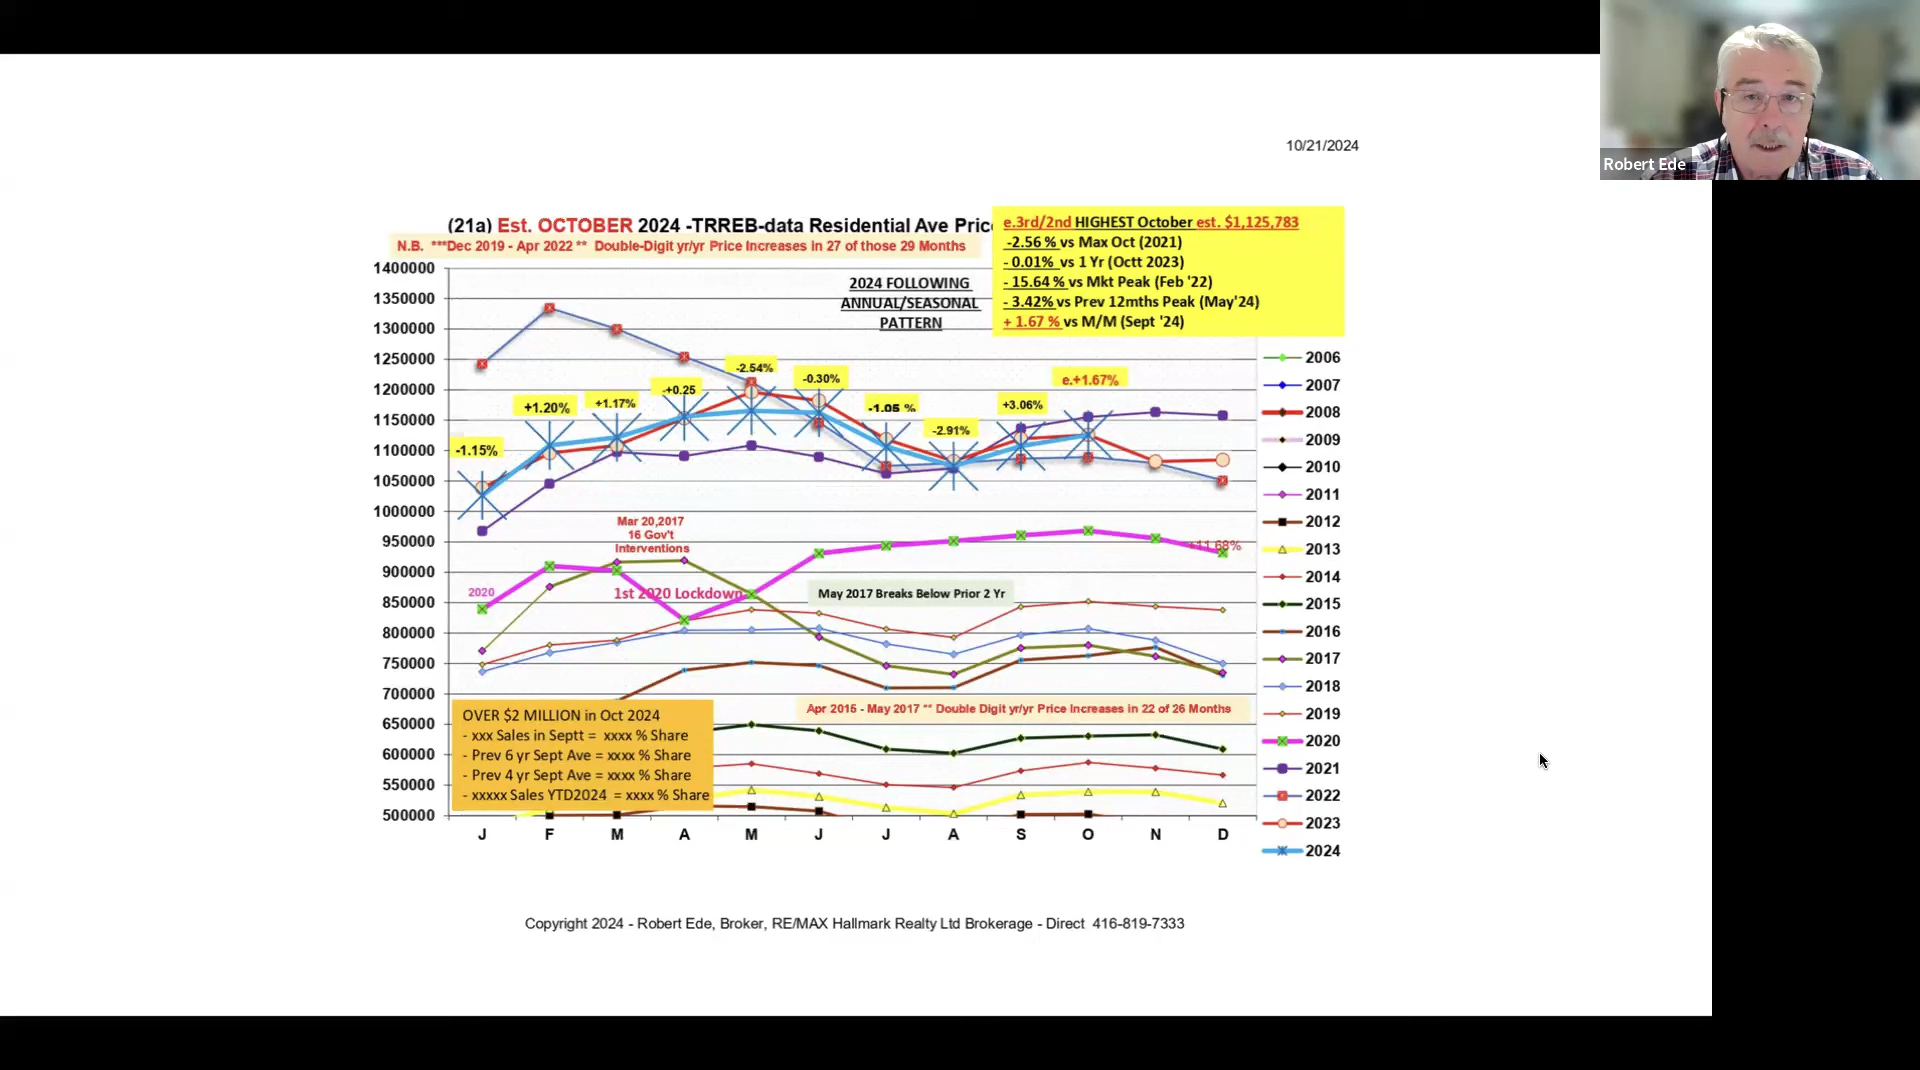 Robert Ede
10/21/2024
(21a) Est. OCTOBER 2024 -TRREB-data Residential Ave Pric
N.B. ***Dec 2019 - Apr 2022 ** Double-Digit yr/yr Price Increases in 27 of those 29 Months
e.3rd/2nd HIGHEST October est. $1,125,783
-2.56 % vs Max Oct (2021)
- 0.01% vs 1 Yr (Octt 2023)
- 15.64 % vs Mkt Peak (Feb '22)
- 3.42% vs Prev 12mths Peak (May'24)
+ 1.67 % vs M/M (Sept '24)
2024 FOLLOWING
ANNUAL/SEASONAL
PATTERN
1400000
1350000
1300000
1250000
1200000
1150000
1100000
1050000
1000000
950000
900000
850000
800000
750000
700000
650000
600000
550000
500000
-1.15%
+1.20%
+1.17%
-+0.25
-2.54%
-0.30%
-1.05 %
-2.91%
+3.06%
e.+1.67%
Mar 20,2017
16 Gov't
Interventions
+11.68%
2020
1st 2020 Lockdown
May 2017 Breaks Below Prior 2 Yr
Apr 2016 - May 2017 ** Double Digit yr/yr Price Increases in 22 of 26 Months
OVER $2 MILLION in Oct 2024
- xxx Sales in Septt = xxxx % Share
- Prev 6 yr Sept Ave = xxxx % Share
- Prev 4 yr Sept Ave = xxxx % Share
- xxxxx Sales YTD2024 = xxxx % Share
J F M A M J J A S O N D
2006
2007
2008
2009
2010
2011
2012
2013
2014
2015
2016
2017
2018
2019
2020
2021
2022
2023
2024
Copyright 2024 - Robert Ede, Broker, RE/MAX Hallmark Realty Ltd Brokerage - Direct 416-819-7333